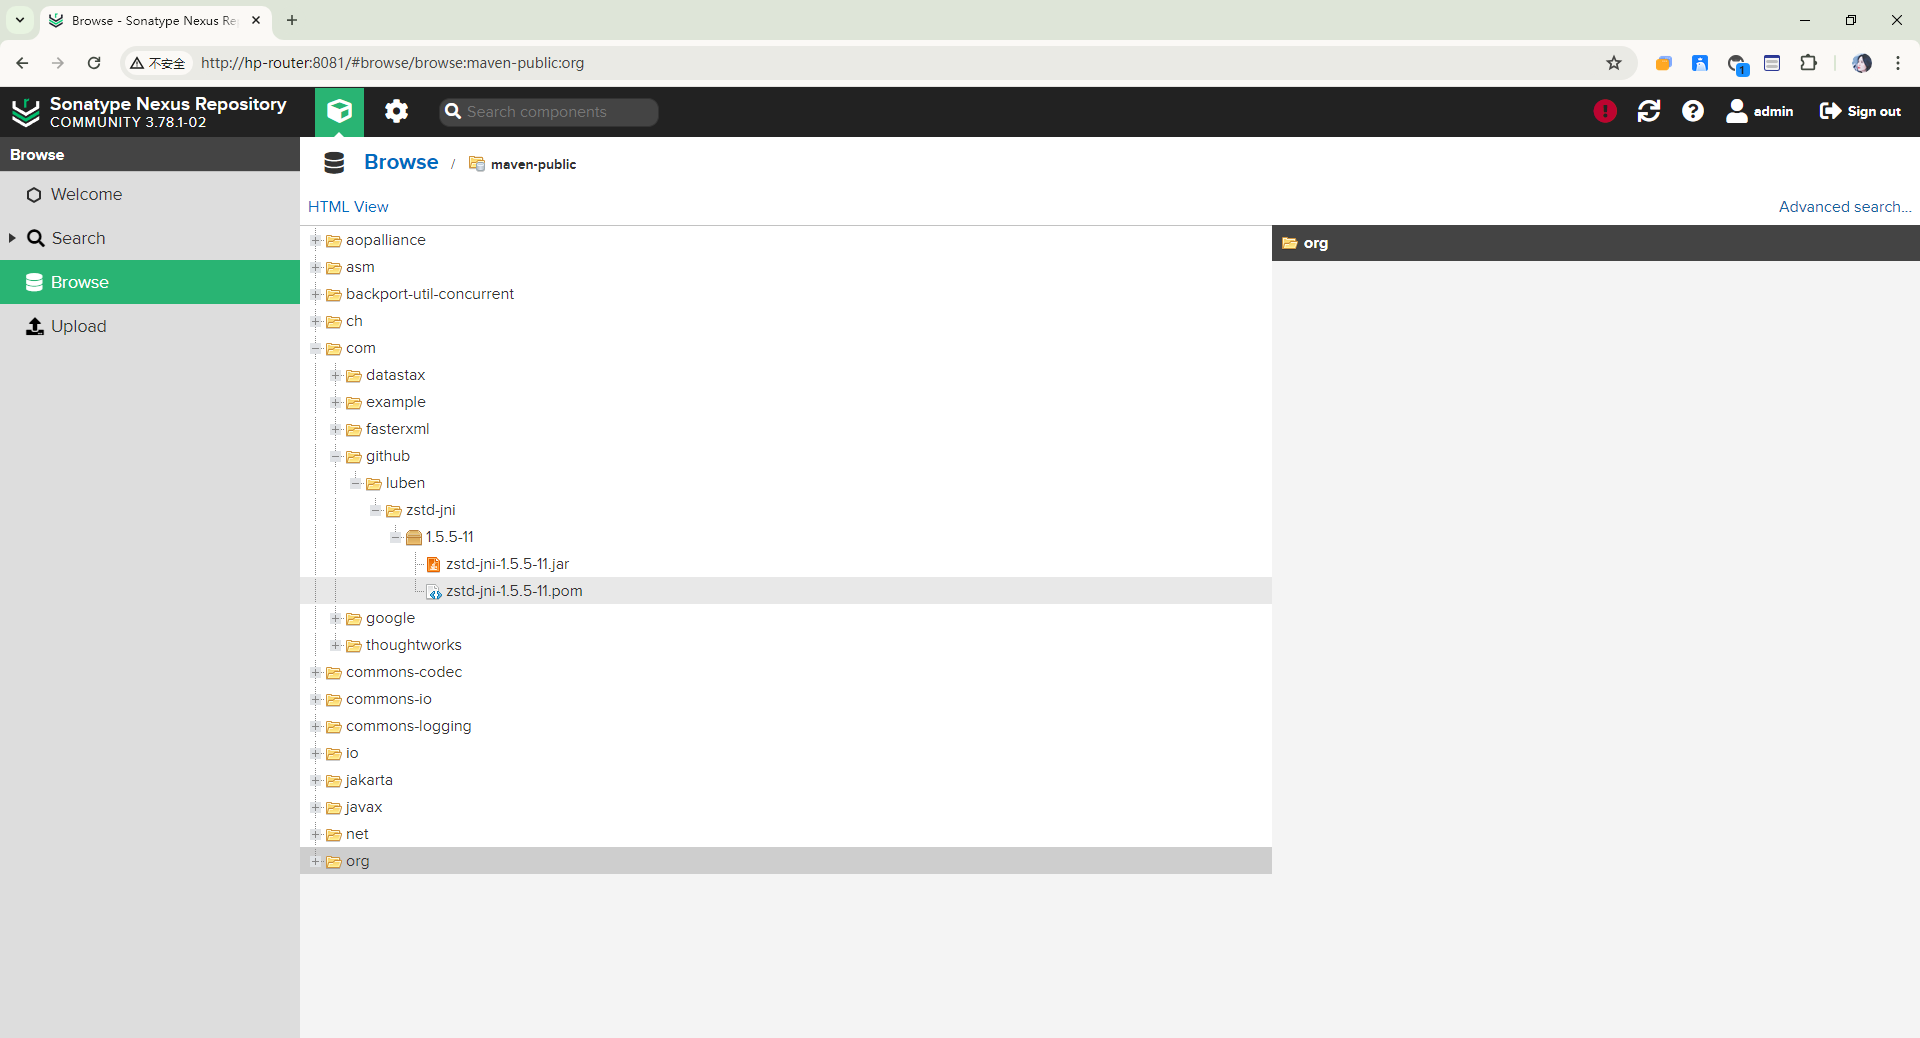 Browse - Sonatype Nexus Re
不安全
http://hp-router:8081/#browse/browse:maven-public:org
1
Sonatype Nexus Repository
COMMUNITY 3.78.1-02
Search components
admin
Sign out
Browse
Welcome
Search
Browse
Upload
Browse / maven-public
HTML View
Advanced search...
aopalliance
asm
backport-util-concurrent
ch
com
datastax
example
fasterxml
github
luben
zstd-jni
1.5.5-11
zstd-jni-1.5.5-11.jar
zstd-jni-1.5.5-11.pom
google
thoughtworks
commons-codec
commons-io
commons-logging
io
jakarta
javax
net
org
org